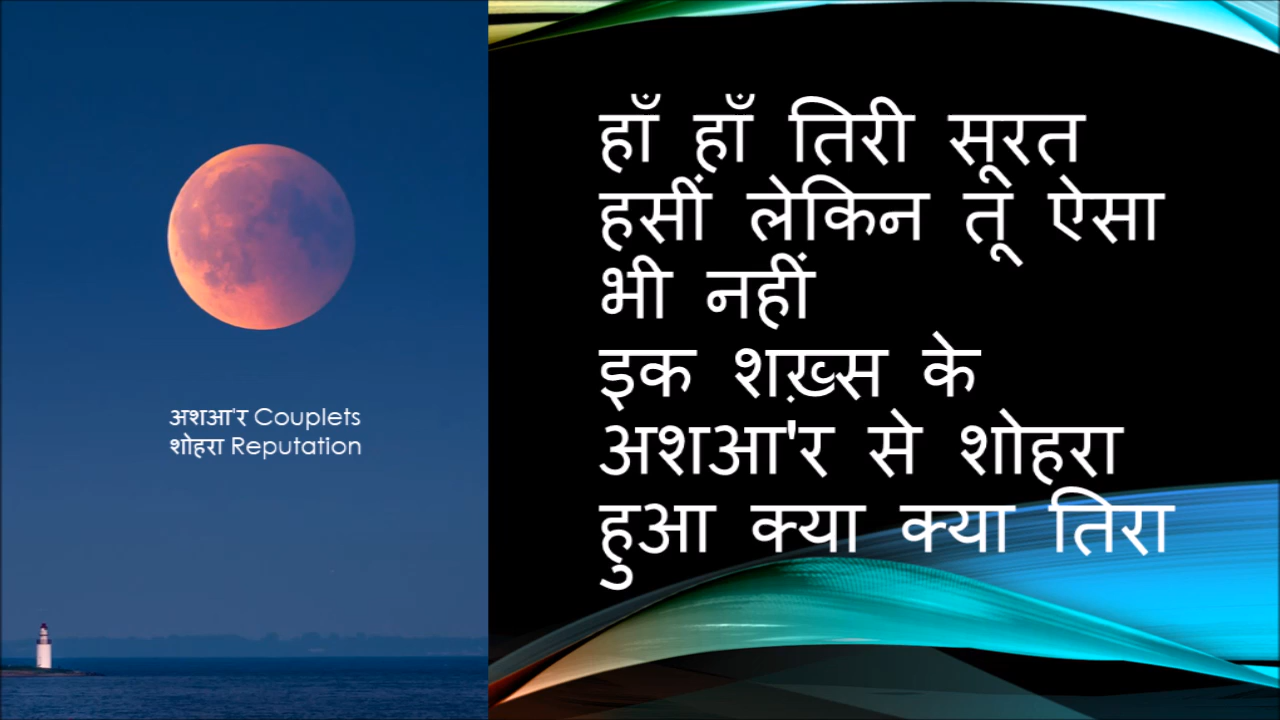 अशआ'र Couplets
शोहरा Reputation
हाँ हाँ तिरी सूरत
हसीं लेकिन तू ऐसा
भी नहीं
इक शख़्स के
अशआ'र से शोहरा
हुआ क्या क्या तिरा